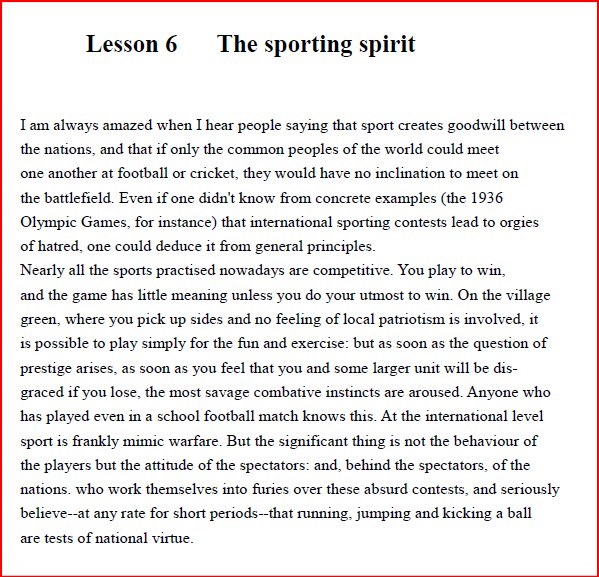 Lesson 6 The sporting spirit
I am always amazed when I hear people saying that sport creates goodwill between
the nations, and that if only the common peoples of the world could meet
one another at football or cricket, they would have no inclination to meet on
the battlefield. Even if one didn't know from concrete examples (the 1936
Olympic Games, for instance) that international sporting contests lead to orgies
of hatred, one could deduce it from general principles.
Nearly all the sports practised nowadays are competitive. You play to win,
and the game has little meaning unless you do your utmost to win. On the village
green, where you pick up sides and no feeling of local patriotism is involved, it
is possible to play simply for the fun and exercise: but as soon as the question of
prestige arises, as soon as you feel that you and some larger unit will be dis-
graced if you lose, the most savage combative instincts are aroused. Anyone who
has played even in a school football match knows this. At the international level
sport is frankly mimic warfare. But the significant thing is not the behaviour of
the players but the attitude of the spectators: and, behind the spectators, of the
nations. who work themselves into furies over these absurd contests, and seriously
believe--at any rate for short periods--that running, jumping and kicking a ball
are tests of national virtue.